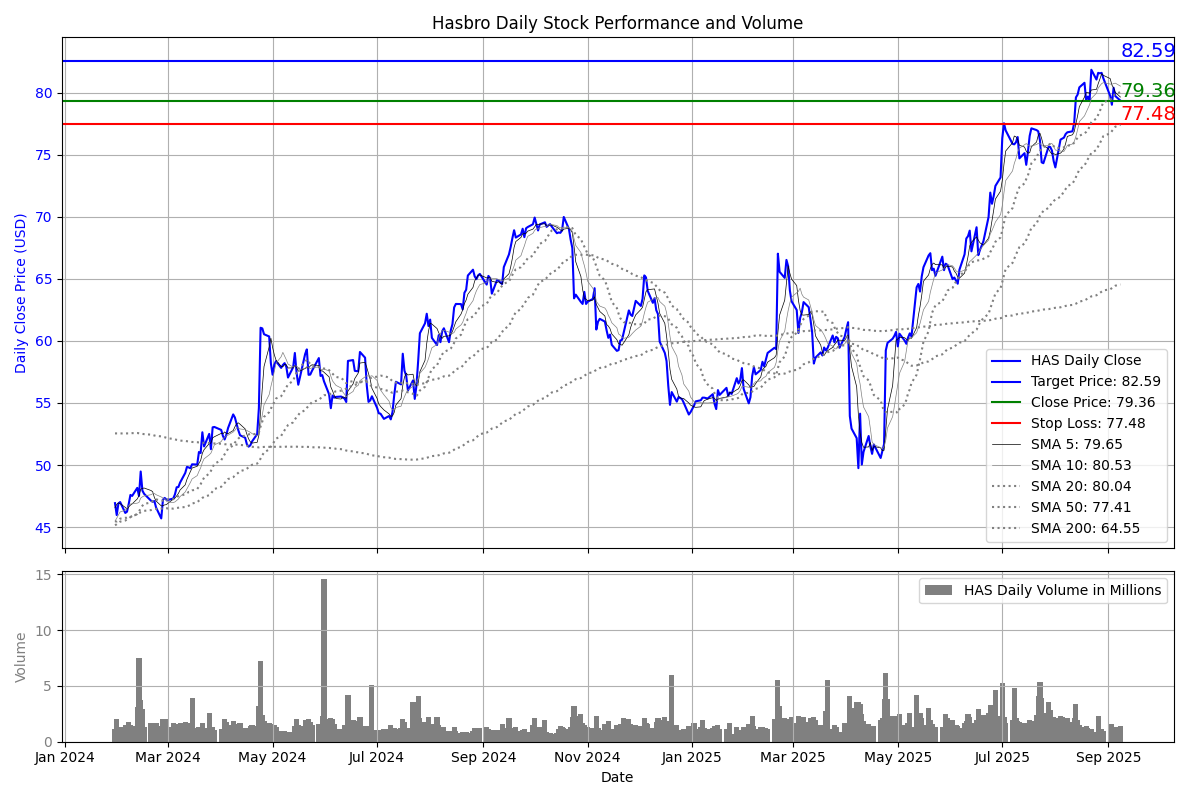 Hasbro Daily Stock Performance and Volume
82.59
79.36
77.48
Daily Close Price (USD)
80
75
70
65
60
55
50
45
HAS Daily Close
Target Price: 82.59
Close Price: 79.36
Stop Loss: 77.48
SMA 5: 79.65
SMA 10: 80.53
SMA 20: 80.04
SMA 50: 77.41
SMA 200: 64.55
Volume
15
10
5
0
HAS Daily Volume in Millions
Jan 2024 Mar 2024 May 2024 Jul 2024 Sep 2024 Nov 2024 Jan 2025 Mar 2025 May 2025 Jul 2025 Sep 2025
Date